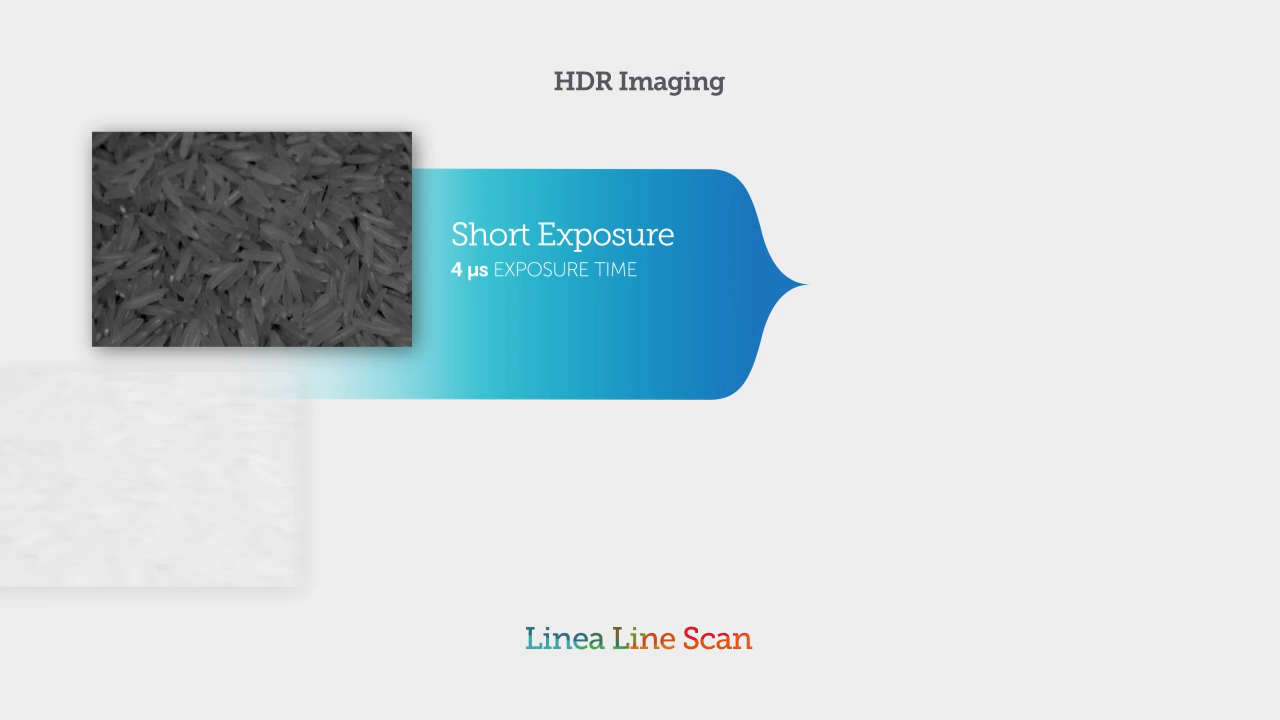 HDR Imaging
Short Exposure
4 µs EXPOSURE TIME
Linea Line Scan